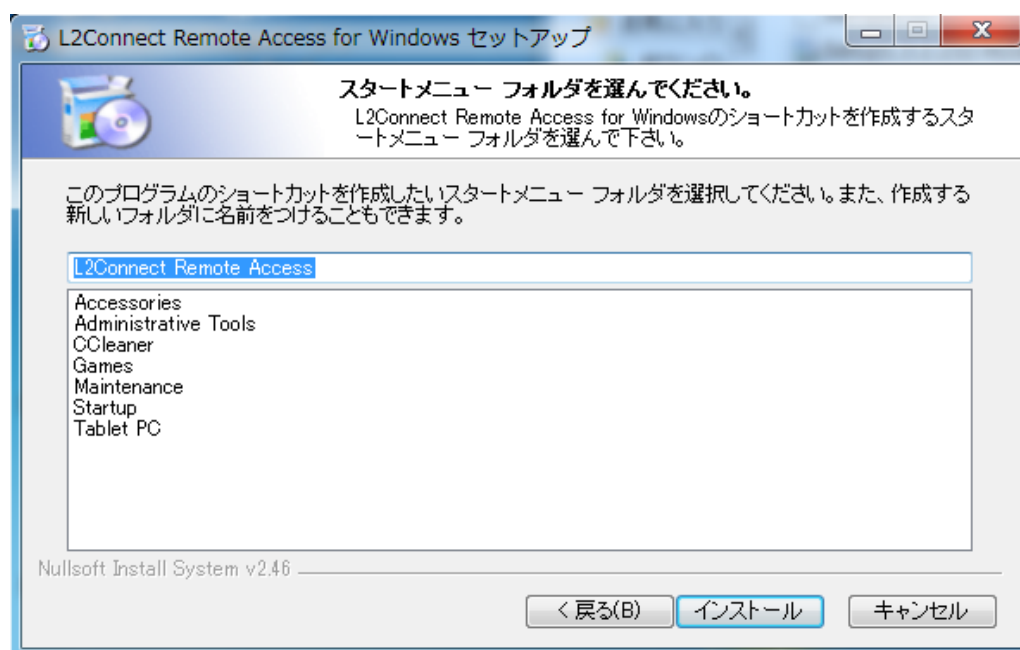 L2Connect Remote Access for Windows セットアップ
スタートメニュー フォルダを選んでください。
L2Connect Remote Access for Windowsのショートカットを作成するスタ
ートメニュー フォルダを選んで下さい。
このプログラムのショートカットを作成したいスタートメニュー フォルダを選択してください。また、作成する
新しいフォルダに名前をつけることもできます。
L2Connect Remote Access
Accessories
Administrative Tools
CCleaner
Games
Maintenance
Startup
Tablet PC
Nullsoft Install System v2.46
< 戻る(B) インストール キャンセル